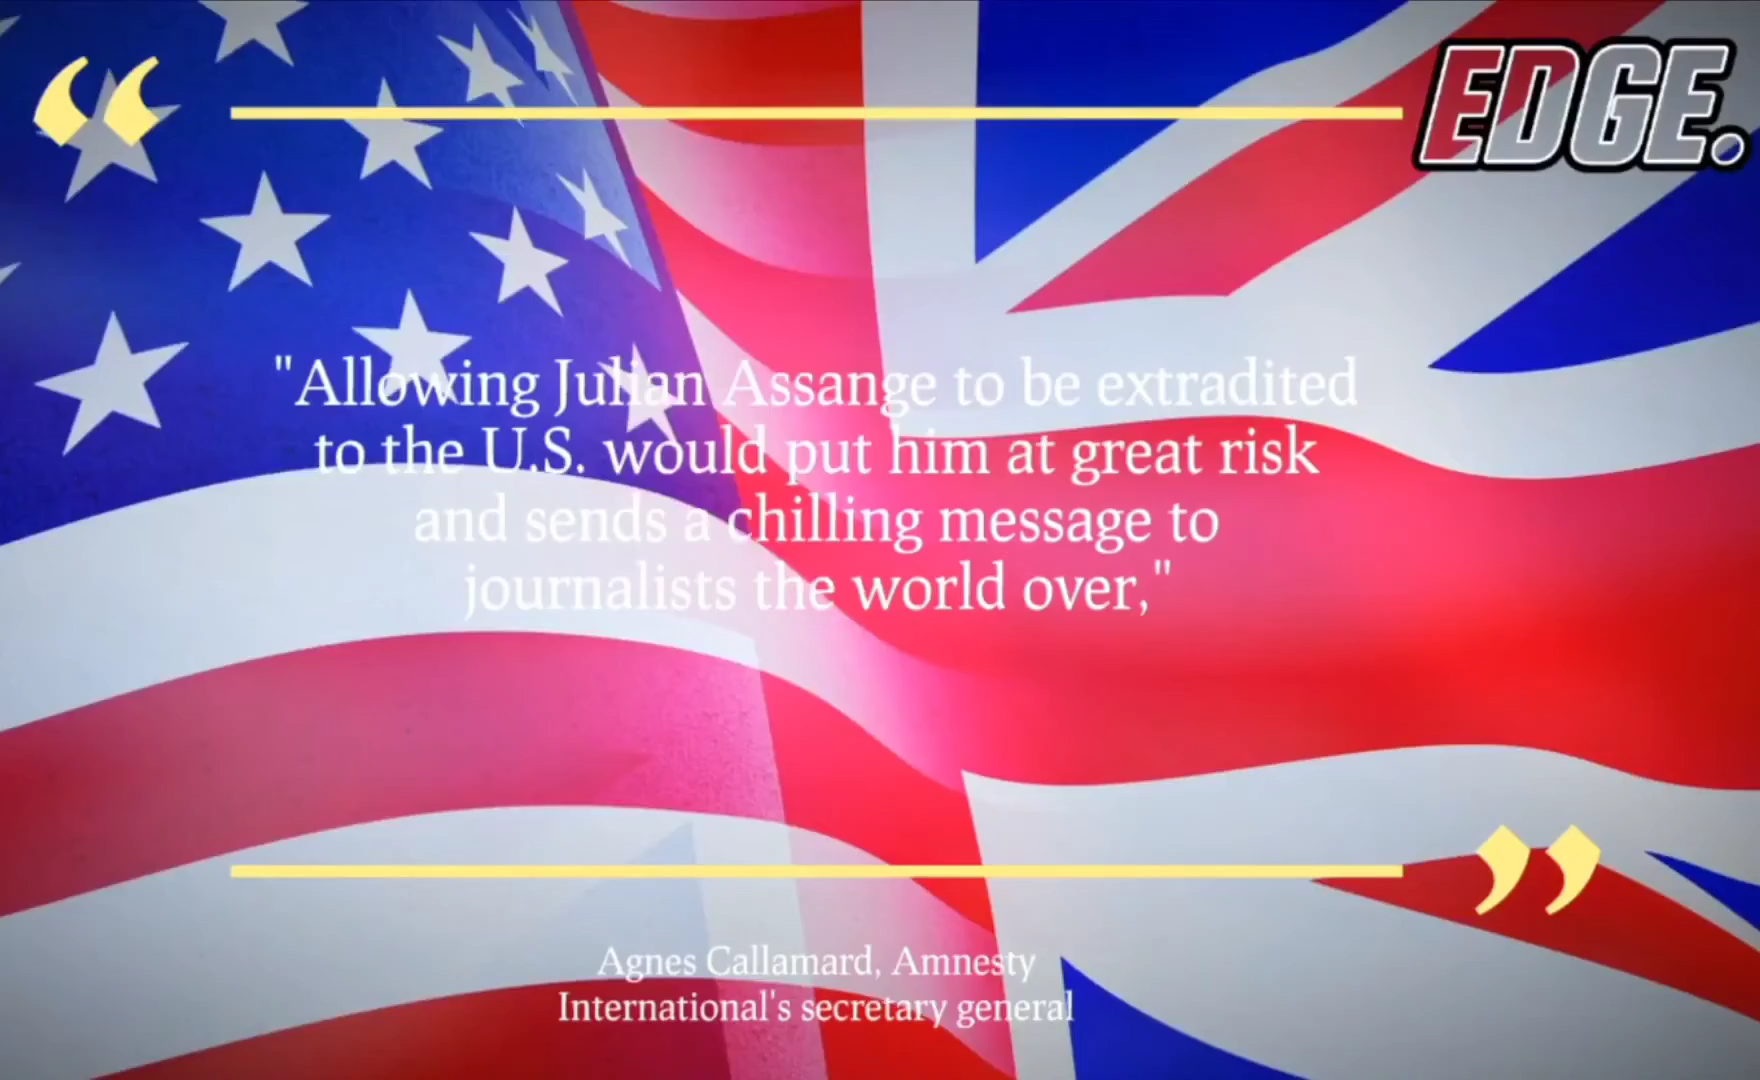 EDGE.
"Allowing Julian Assange to be extradited
to the U.S. would put him at great risk
and sends a chilling message to
journalists the world over,"
Agnes Callamard, Amnesty
International's secretary general